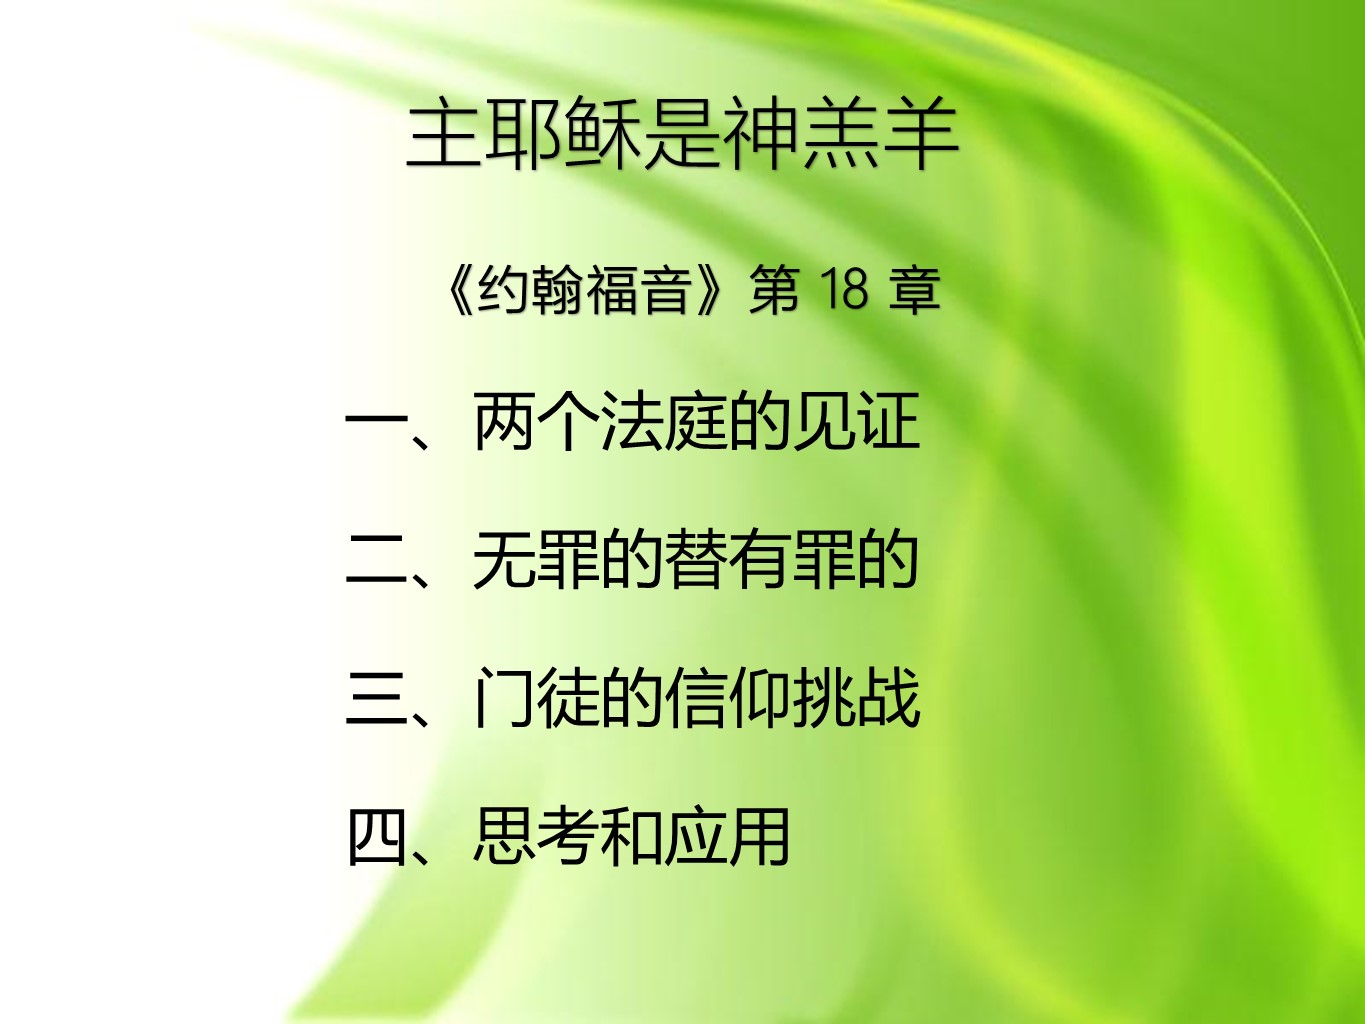 主耶稣是神羔羊
《约翰福音》第 18 章
一、两个法庭的见证
二、无罪的替有罪的
三、门徒的信仰挑战
四、思考和应用